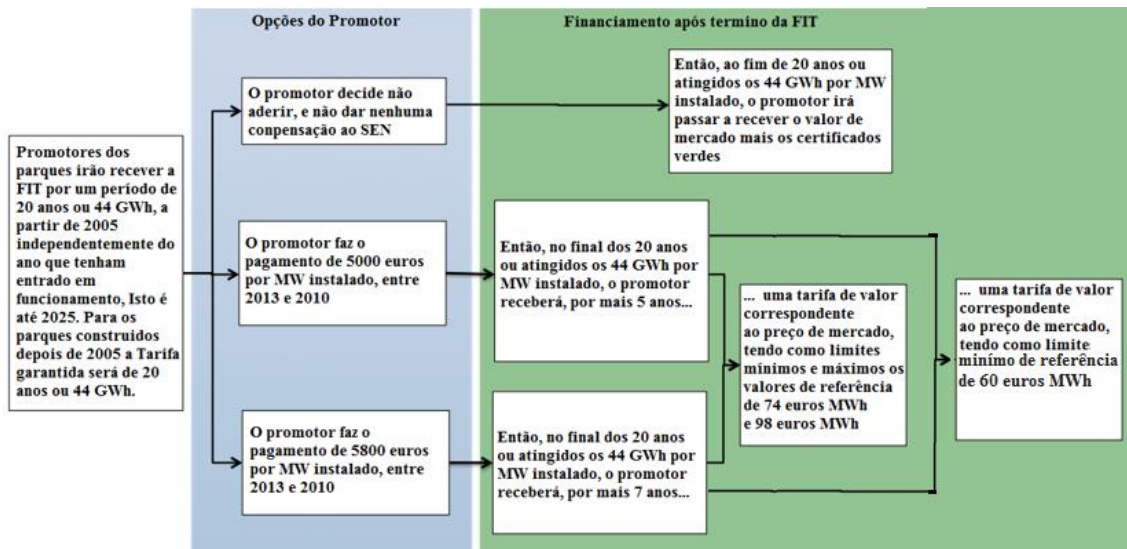 Opções do Promotor
Financiamento após termino da FIT
Promotores dos
parques irão recever a
FIT por um período de
20 anos ou 44 GWh, a
partir de 2005
independentemente do
ano que tenham
entrado em
funcionamento, Isto é
até 2025. Para os
parques construidos
depois de 2005 a Tarifa
garantida será de 20
anos ou 44 GWh.
O promotor decide não
aderir, e não dar nenhuma
conpensação ao SEN
Então, ao fim de 20 anos ou
atingidos os 44 GWh por MW
instalado, o promotor irá
passar a recever o valor de
mercado mais os certificados
verdes
O promotor faz o
pagamento de 5000 euros
por MW instalado, entre
2013 e 2010
Então, no final dos 20 anos
ou atingidos os 44 GWh por
MW instalado, o promotor
receberá, por mais 5 anos...
O promotor faz o
pagamento de 5800 euros
por MW instalado, entre
2013 e 2010
Então, no final dos 20 anos
ou atingidos os 44 GWh por
MW instalado, o promotor
receberá, por mais 7 anos...
... uma tarifa de valor
correspondente
ao preço de mercado,
tendo como limites
mínimos e máximos os
valores de referência
de 74 euros MWh
e 98 euros MWh
... uma tarifa de valor
correspondente
ao preço de mercado,
tendo como limite
minímo de referência
de 60 euros MWh